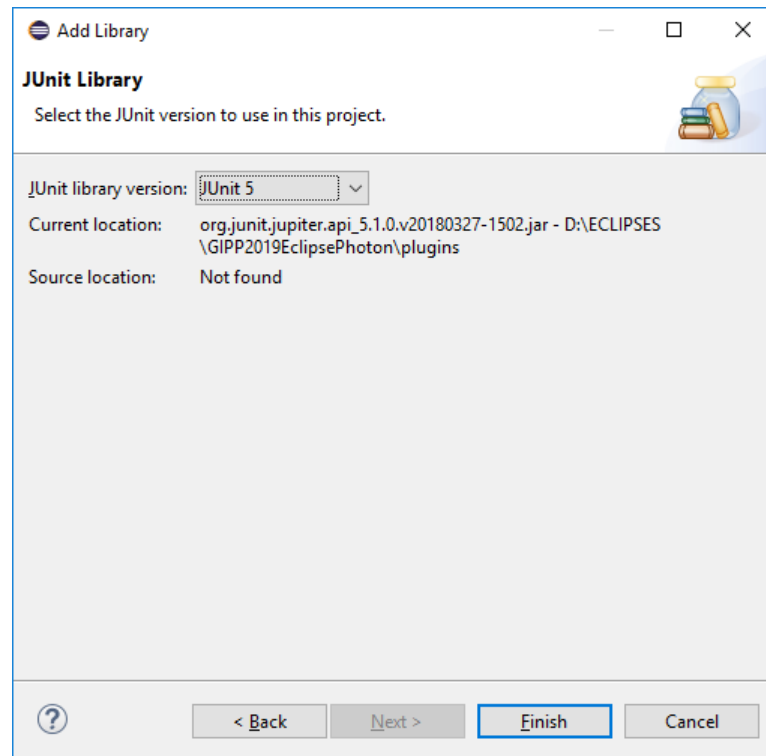 Add Library
JUnit Library
Select the JUnit version to use in this project.
JUnit library version: JUnit 5
Current location: org.junit.jupiter.api_5.1.0.v20180327-1502.jar - D:\ECLIPSES
\GIPP2019EclipsePhoton\plugins
Source location: Not found
? < Back Next > Finish Cancel